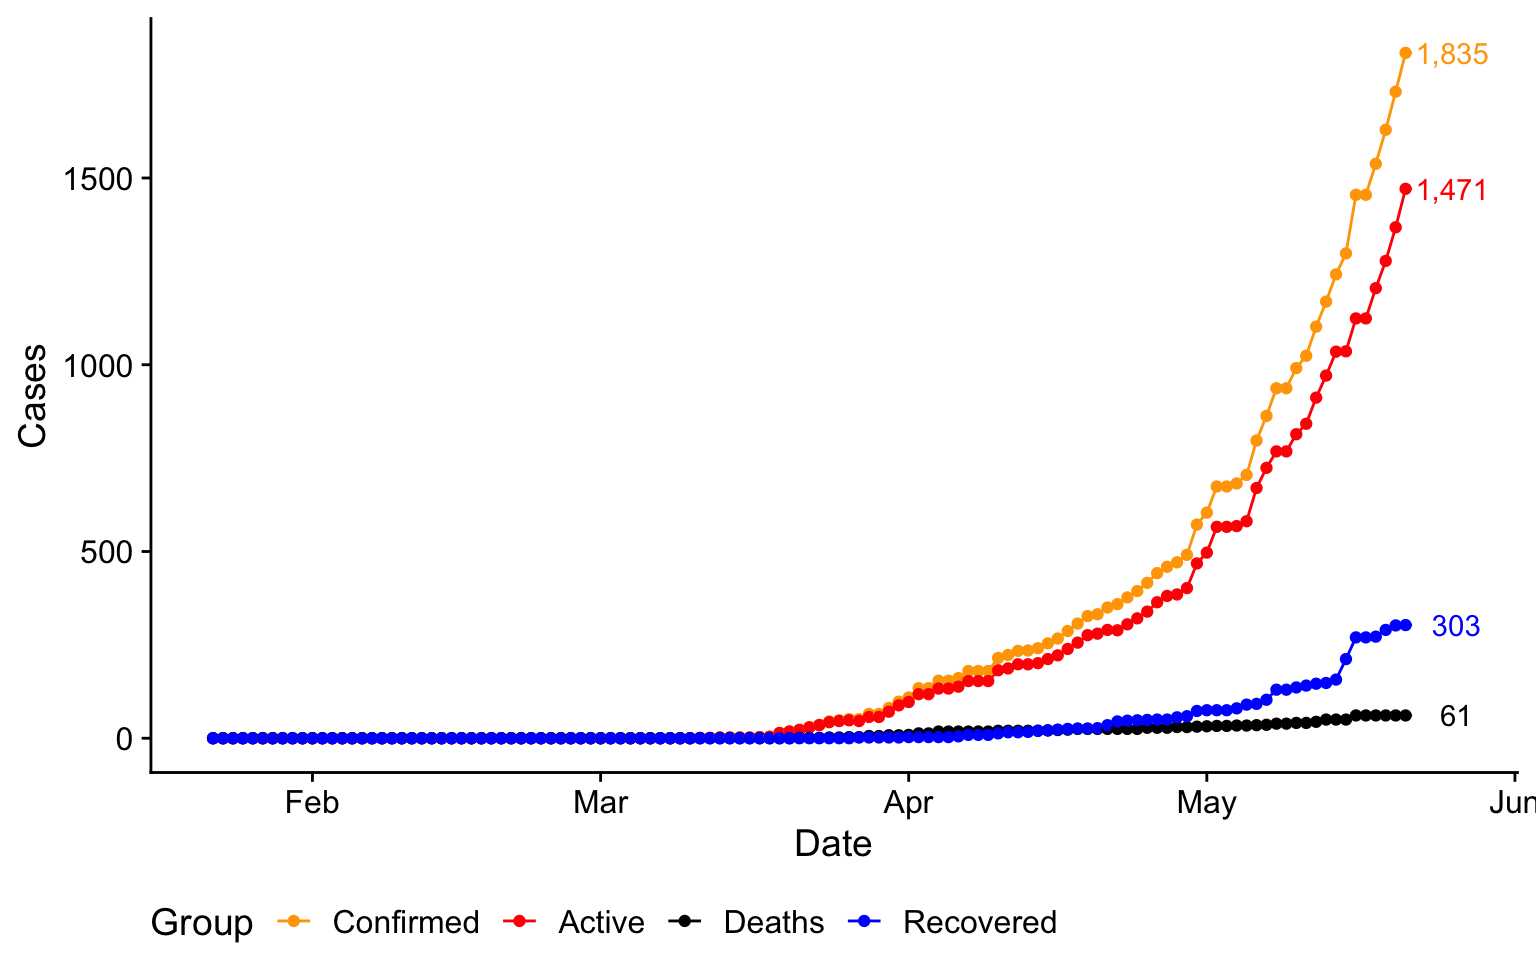 1,835
1500
1,471
1000
Cases
500
303
61
0
Feb Mar Apr May Jun
Date
Group Confirmed Active Deaths Recovered